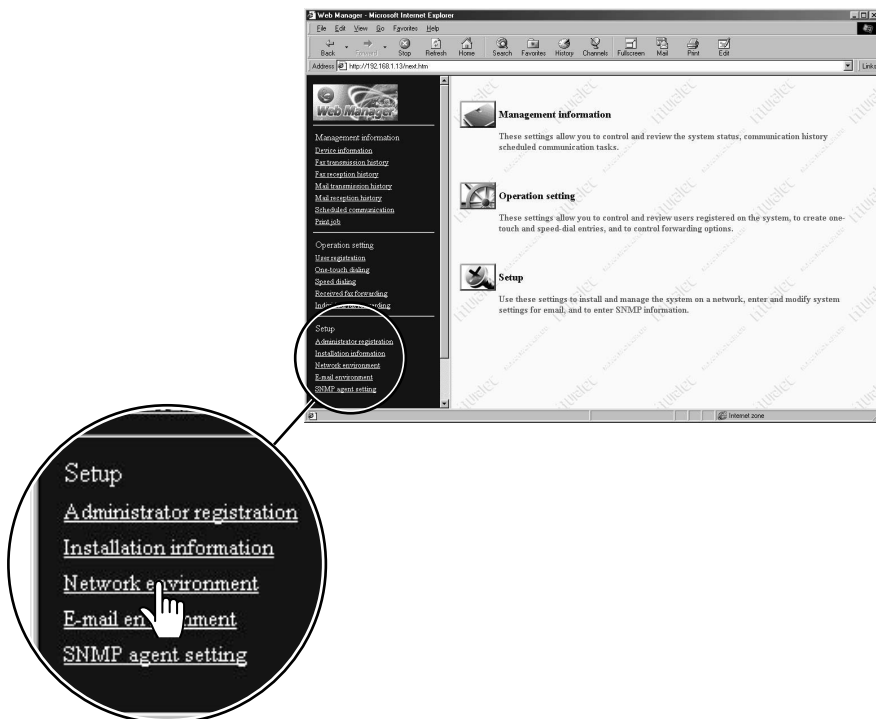 Web Manager - Microsoft Internet Explorer
File Edit View Go Favorites Help
Back Forward Stop Refresh Home Search Favorites History Channels Fullscreen Mail Print Edit
Address http://192.168.1.13/next.htm Links
Web Manager
Management information
Device information
Fax transmission history
Fax reception history
Mail transmission history
Mail reception history
Scheduled communication
Print job
Operation setting
User registration
One-touch dialing
Speed dialing
Received fax forwarding
Setup
Administrator registration
Installation information
Network environment
E-mail environment
SNMP agent setting
Management information
These settings allow you to control and review the system status, communication history
scheduled communication tasks.
Operation setting
These settings allow you to control and review users registered on the system, to create one-
touch and speed-dial entries, and to control forwarding options.
Setup
Use these settings to install and manage the system on a network, enter and modify system
settings for email, and to enter SNMP information.
Internet zone
Setup
Administrator registration
Installation information
Network environment
E-mail environment
SNMP agent setting